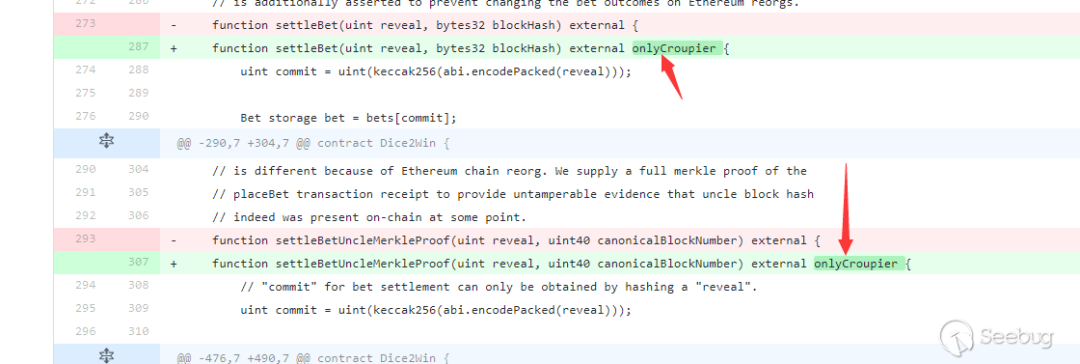 272 286 // is additionally asserted to prevent changing the bet outcomes on Ethereum reorgs.
273 - function settleBet(uint reveal, bytes32 blockHash) external {
287 + function settleBet(uint reveal, bytes32 blockHash) external onlyCroupier {
274 288 uint commit = uint(keccak256(abi.encodePacked(reveal)));
275 289
276 290 Bet storage bet = bets[commit];
@@ -290,7 +304,7 @@ contract Dice2Win {
290 304 // is different because of Ethereum chain reorg. We supply a full merkle proof of the
291 305 // placeBet transaction receipt to provide untamperable evidence that uncle block hash
292 306 // indeed was present on-chain at some point.
293 - function settleBetUncleMerkleProof(uint reveal, uint40 canonicalBlockNumber) external {
307 + function settleBetUncleMerkleProof(uint reveal, uint40 canonicalBlockNumber) external onlyCroupier {
294 308 // "commit" for bet settlement can only be obtained by hashing a "reveal".
295 309 uint commit = uint(keccak256(abi.encodePacked(reveal)));
296 310
@@ -476,7 +490,7 @@ contract Dice2Win {
Seebug